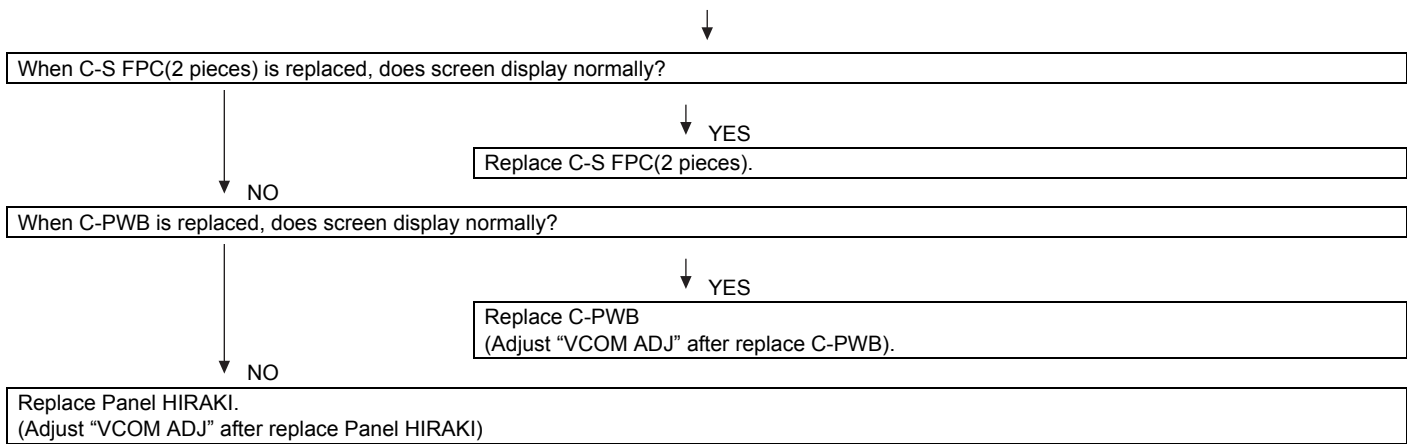 When C-S FPC(2 pieces) is replaced, does screen display normally?
YES
Replace C-S FPC(2 pieces).
NO
When C-PWB is replaced, does screen display normally?
YES
Replace C-PWB
(Adjust “VCOM ADJ” after replace C-PWB).
NO
Replace Panel HIRAKI.
(Adjust “VCOM ADJ” after replace Panel HIRAKI)